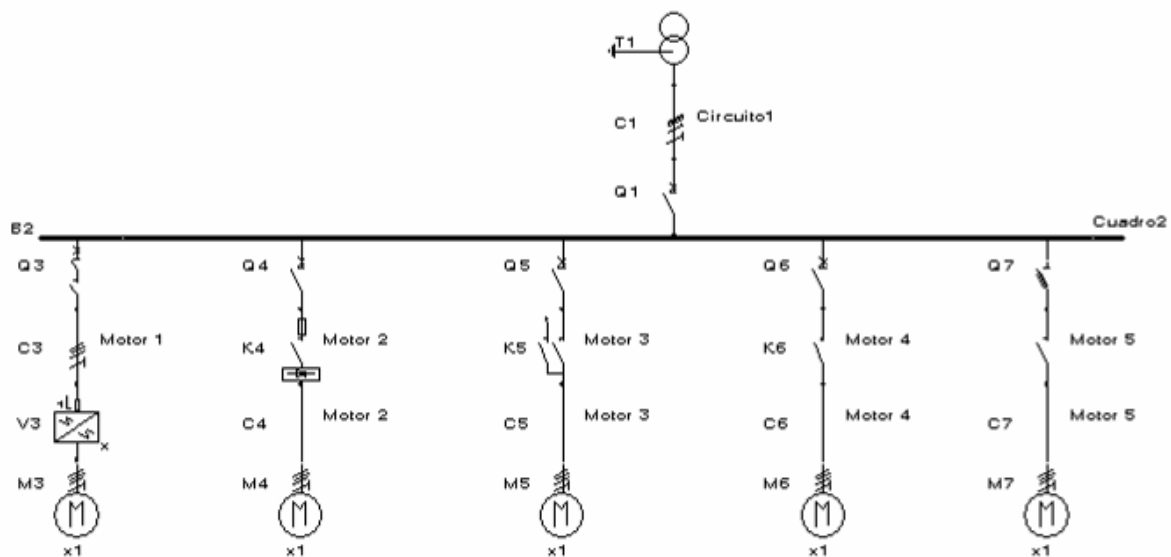 T1
C1 Circuito1
Q1
B2 Cuadro2
Q3 Q4 Q5 Q6 Q7
C3 Motor 1 K4 Motor 2 K5 Motor 3 K6 Motor 4 K7 Motor 5
+L
V3 x C4 Motor 2 C5 Motor 3 C6 Motor 4 C7 Motor 5
M3 M4 M5 M6 M7
M M M M M
x1 x1 x1 x1 x1